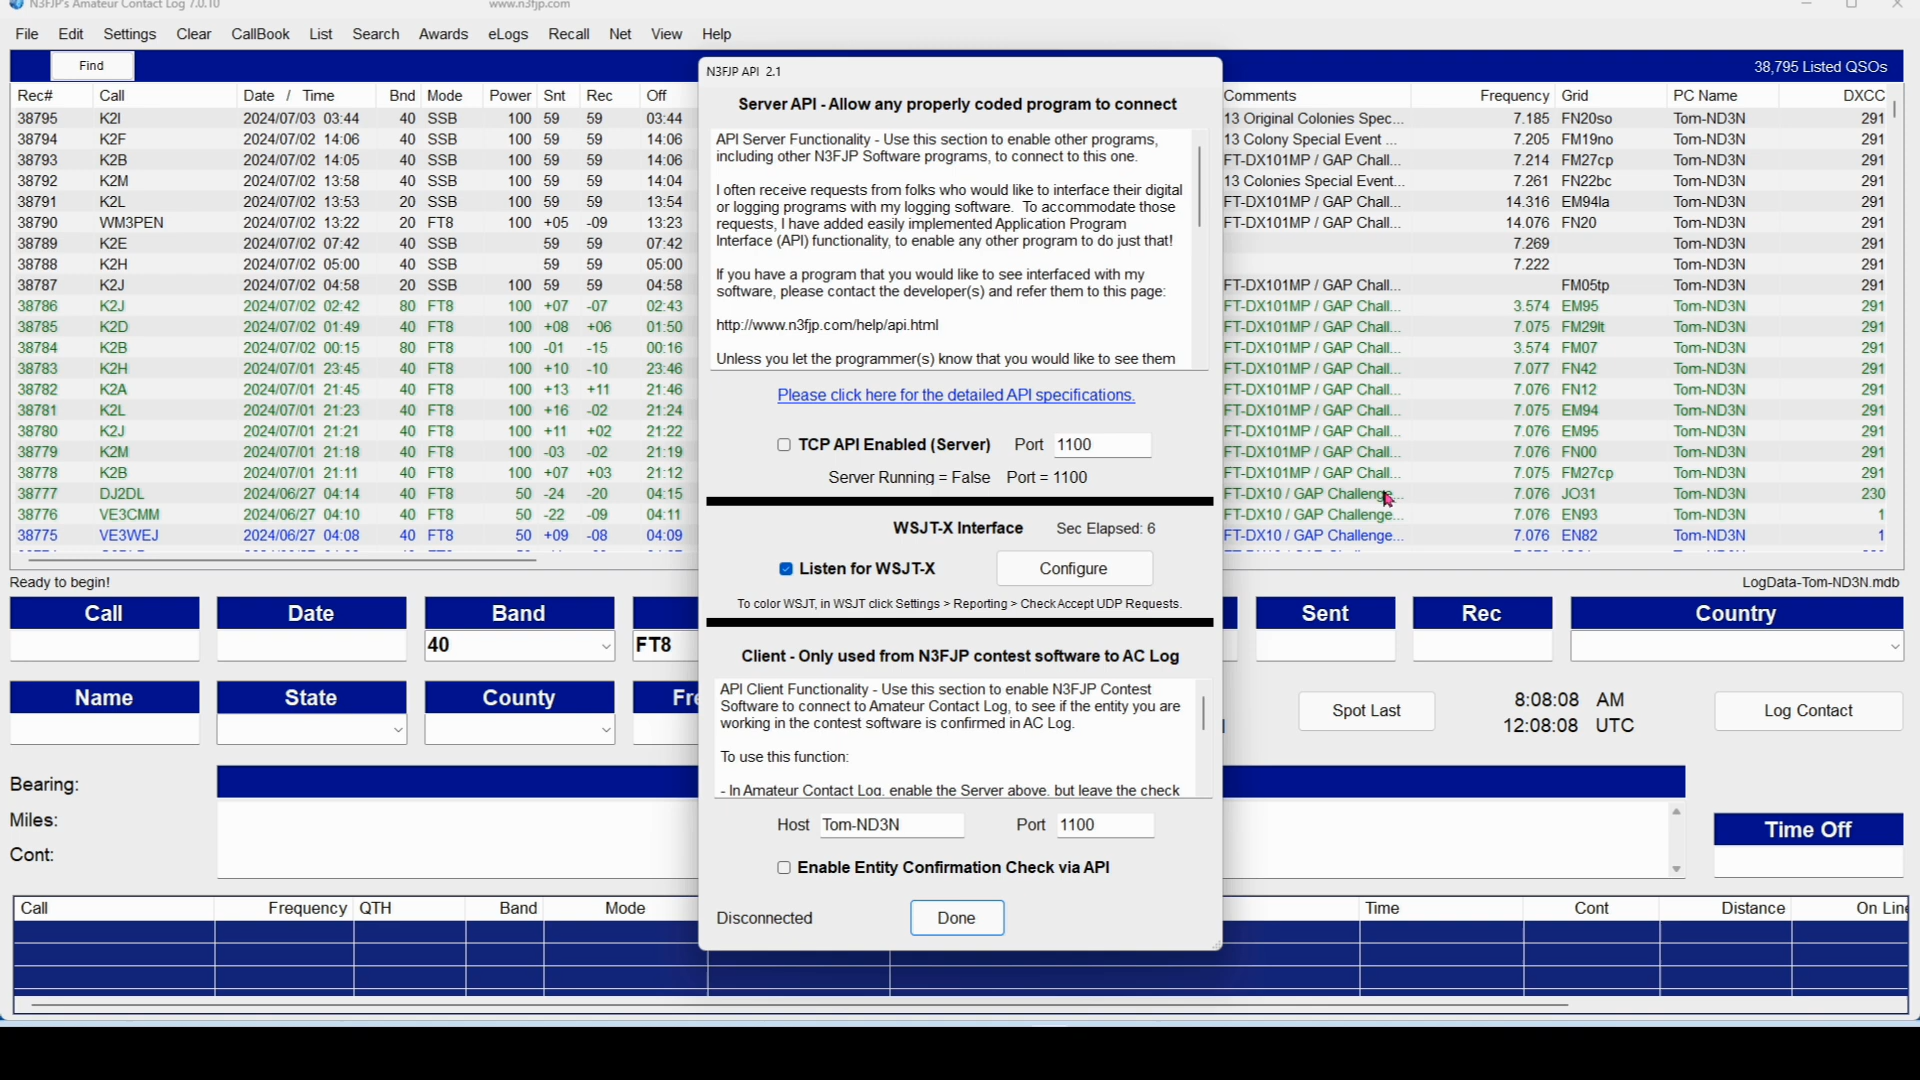 N3FJP's Amateur Contact Log 7.0.10 www.n3fjp.com
File Edit Settings Clear CallBook List Search Awards eLogs Recall Net View Help
Find 38,795 Listed QSOs
Rec# Call Date / Time Bnd Mode Power Snt Rec Off Comments Frequency Grid PC Name DXCC
38795 K2I 2024/07/03 03:44 40 SSB 100 59 59 03:44 13 Original Colonies Spec... 7.185 FN20so Tom-ND3N 291
38794 K2F 2024/07/02 14:06 40 SSB 100 59 59 14:06 13 Colony Special Event ... 7.205 FM19no Tom-ND3N 291
38793 K2B 2024/07/02 14:05 40 SSB 100 59 59 14:06 FT-DX101MP / GAP Chall... 7.214 FM27cp Tom-ND3N 291
38792 K2M 2024/07/02 13:58 40 SSB 100 59 59 14:04 13 Colonies Special Event... 7.261 FN22bc Tom-ND3N 291
38791 K2L 2024/07/02 13:53 20 SSB 100 59 59 13:54 FT-DX101MP / GAP Chall... 14.316 EM94la Tom-ND3N 291
38790 WM3PEN 2024/07/02 13:22 20 FT8 100 +05 -09 13:23 FT-DX101MP / GAP Chall... 14.076 FN20 Tom-ND3N 291
38789 K2E 2024/07/02 07:42 40 SSB 59 59 07:42 7.269 Tom-ND3N 291
38788 K2H 2024/07/02 05:00 40 SSB 59 59 05:00 7.222 Tom-ND3N 291
38787 K2J 2024/07/02 04:58 20 SSB 100 59 59 04:58 FT-DX101MP / GAP Chall... FM05tp Tom-ND3N 291
38786 K2J 2024/07/02 02:42 80 FT8 100 +07 -07 02:43 FT-DX101MP / GAP Chall... 3.574 EM95 Tom-ND3N 291
38785 K2D 2024/07/02 01:49 40 FT8 100 +08 +06 01:50 FT-DX101MP / GAP Chall... 7.075 FM29lt Tom-ND3N 291
38784 K2B 2024/07/02 00:15 80 FT8 100 -01 -15 00:16 FT-DX101MP / GAP Chall... 3.574 FM07 Tom-ND3N 291
38783 K2H 2024/07/01 23:45 40 FT8 100 +10 -10 23:46 FT-DX101MP / GAP Chall... 7.077 FN42 Tom-ND3N 291
38782 K2A 2024/07/01 21:45 40 FT8 100 +13 +11 21:46 FT-DX101MP / GAP Chall... 7.076 FN12 Tom-ND3N 291
38781 K2L 2024/07/01 21:23 40 FT8 100 +16 -02 21:24 FT-DX101MP / GAP Chall... 7.075 EM94 Tom-ND3N 291
38780 K2J 2024/07/01 21:21 40 FT8 100 +11 +02 21:22 FT-DX101MP / GAP Chall... 7.076 EM95 Tom-ND3N 291
38779 K2M 2024/07/01 21:18 40 FT8 100 -03 -02 21:19 FT-DX101MP / GAP Chall... 7.076 FN00 Tom-ND3N 291
38778 K2B 2024/07/01 21:11 40 FT8 100 +07 +03 21:12 FT-DX101MP / GAP Chall... 7.075 FM27cp Tom-ND3N 291
38777 DJ2DL 2024/06/27 04:14 40 FT8 50 -24 -20 04:15 FT-DX10 / GAP Challenge... 7.076 JO31 Tom-ND3N 230
38776 VE3CMM 2024/06/27 04:10 40 FT8 50 -22 -09 04:11 FT-DX10 / GAP Challenge... 7.076 EN93 Tom-ND3N 1
38775 VE3WEJ 2024/06/27 04:08 40 FT8 50 +09 -08 04:09 FT-DX10 / GAP Challenge... 7.076 EN82 Tom-ND3N 1
N3FJP API 2.1
Server API - Allow any properly coded program to connect
API Server Functionality - Use this section to enable other programs,
including other N3FJP Software programs, to connect to this one.
I often receive requests from folks who would like to interface their digital
or logging programs with my logging software. To accommodate those
requests, I have added easily implemented Application Program
Interface (API) functionality, to enable any other program to do just that!
If you have a program that you would like to see interfaced with my
software, please contact the developer(s) and refer them to this page:
http://www.n3fjp.com/help/api.html
Unless you let the programmer(s) know that you would like to see them
Please click here for the detailed API specifications.
TCP API Enabled (Server) Port 1100
Server Running = False Port = 1100
WSJT-X Interface Sec Elapsed: 6
Listen for WSJT-X Configure
To color WSJT, in WSJT click Settings > Reporting > Check Accept UDP Requests.
Client - Only used from N3FJP contest software to AC Log
API Client Functionality - Use this section to enable N3FJP Contest
Software to connect to Amateur Contact Log, to see if the entity you are
working in the contest software is confirmed in AC Log.
To use this function:
- In Amateur Contact Log, enable the Server above, but leave the check
Host Tom-ND3N Port 1100
Enable Entity Confirmation Check via API
Disconnected Done
Ready to begin! LogData-Tom-ND3N.mdb
Call Date Band Sent Rec Country
40 FT8
Name State County Fre
Spot Last 8:08:08 AM Log Contact
12:08:08 UTC
Bearing:
Miles:
Cont:
Time Off
Call Frequency QTH Band Mode Time Cont Distance On Line